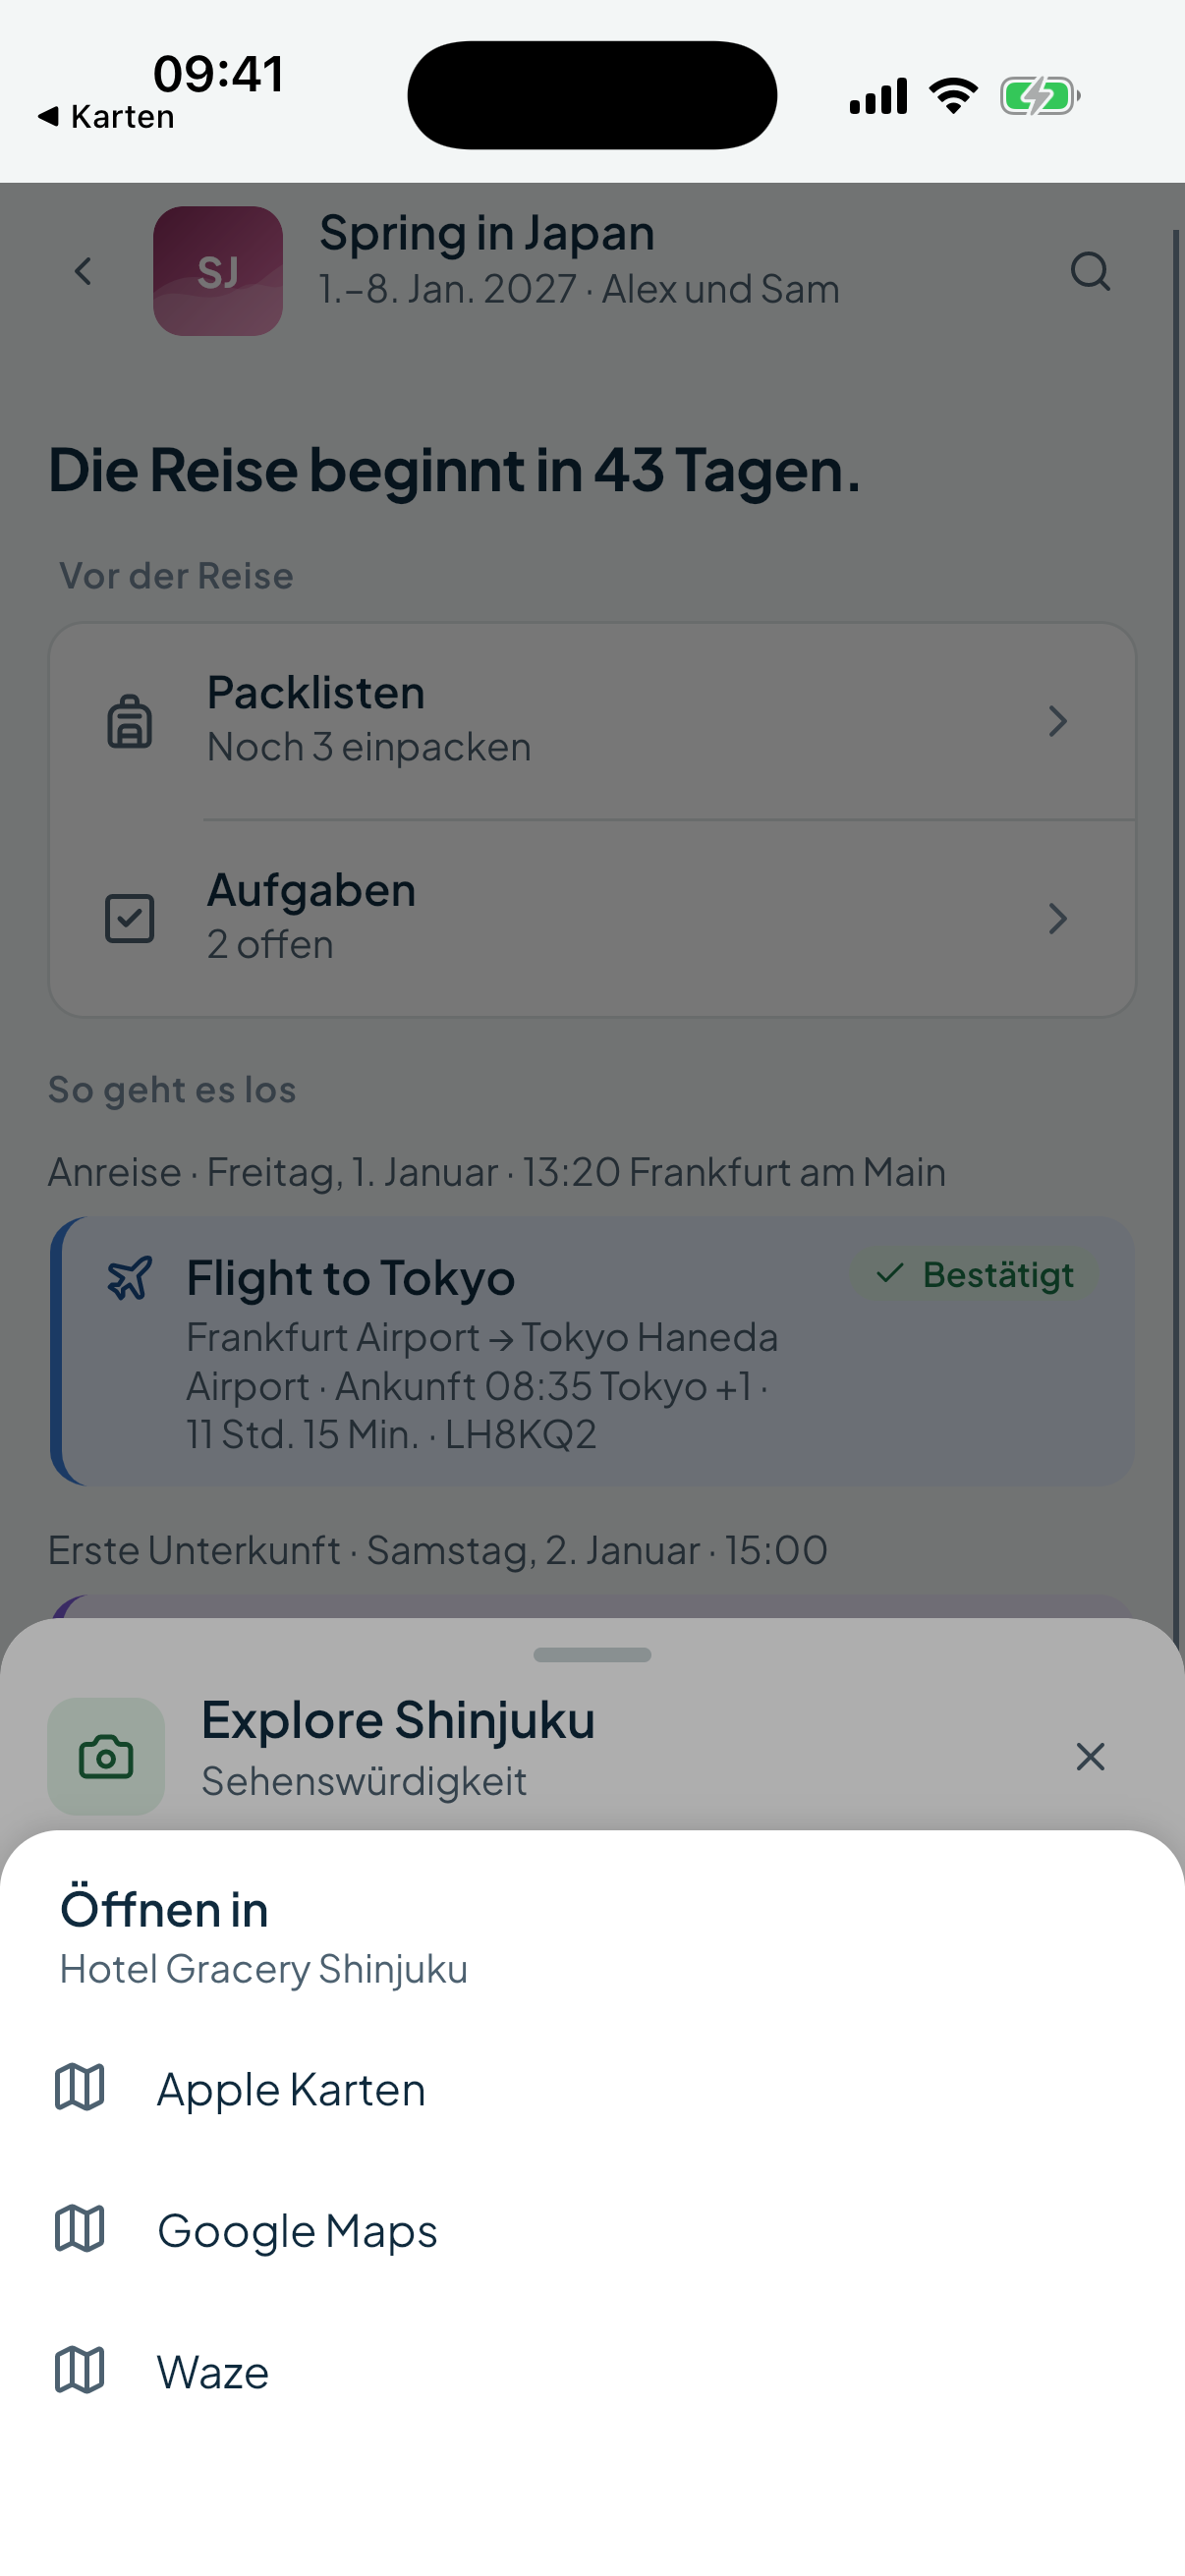 09:41
◀ Karten
SJ
Spring in Japan
1.–8. Jan. 2027 · Alex und Sam
Die Reise beginnt in 43 Tagen.
Vor der Reise
Packlisten
Noch 3 einpacken
Aufgaben
2 offen
So geht es los
Anreise · Freitag, 1. Januar · 13:20 Frankfurt am Main
Flight to Tokyo
Bestätigt
Frankfurt Airport → Tokyo Haneda
Airport · Ankunft 08:35 Tokyo +1 ·
11 Std. 15 Min. · LH8KQ2
Erste Unterkunft · Samstag, 2. Januar · 15:00
Explore Shinjuku
Sehenswürdigkeit
Öffnen in
Hotel Gracery Shinjuku
Apple Karten
Google Maps
Waze